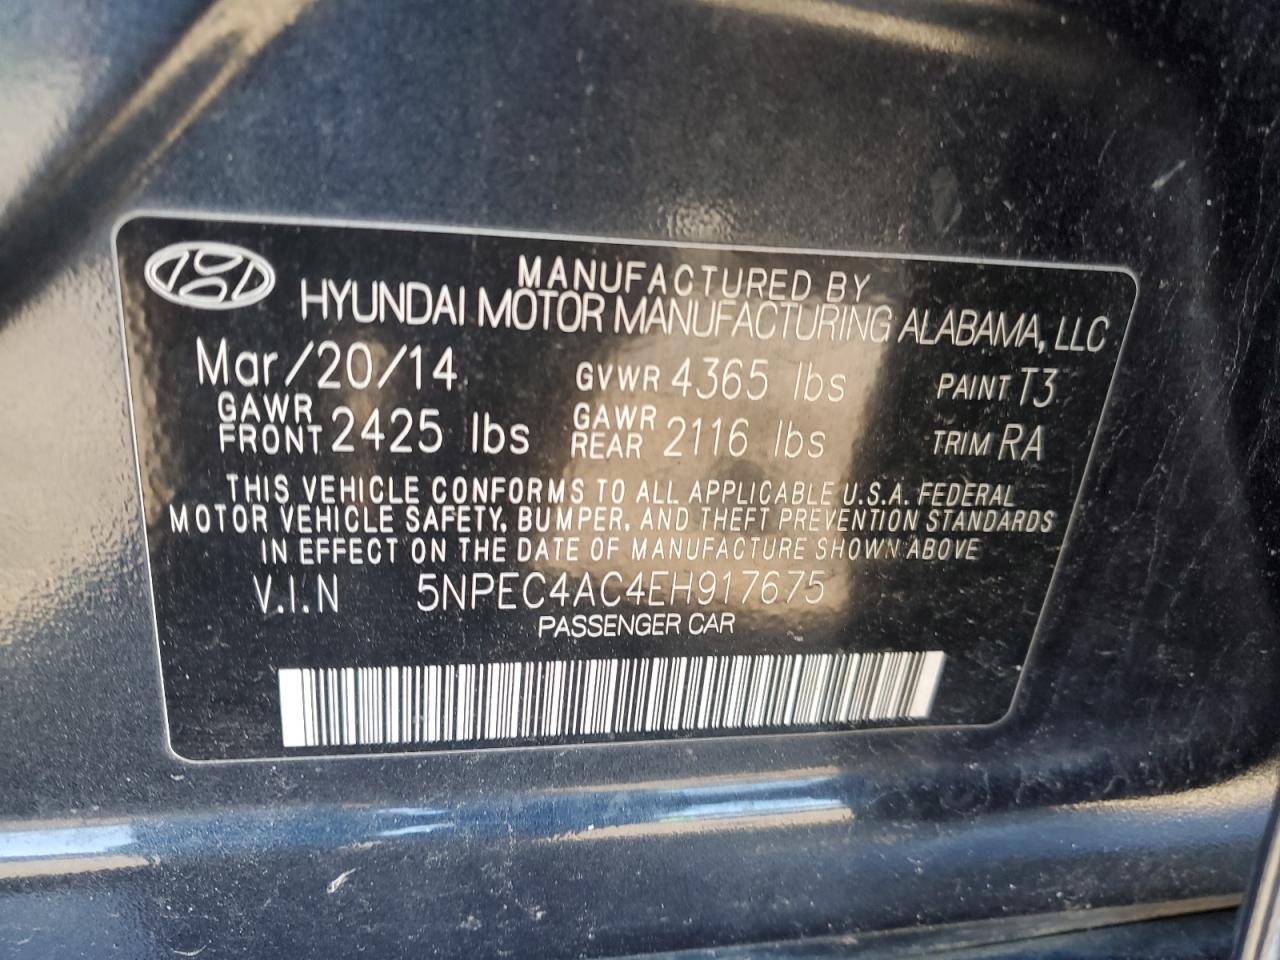 MANUFACTURED BY
HYUNDAI MOTOR MANUFACTURING ALABAMA, LLC
Mar/20/14 GVWR 4365 lbs PAINT T3
GAWR FRONT 2425 lbs GAWR REAR 2116 lbs TRIM RA
THIS VEHICLE CONFORMS TO ALL APPLICABLE U.S.A. FEDERAL
MOTOR VEHICLE SAFETY, BUMPER, AND THEFT PREVENTION STANDARDS
IN EFFECT ON THE DATE OF MANUFACTURE SHOWN ABOVE
V.I.N 5NPEC4AC4EH917675
PASSENGER CAR